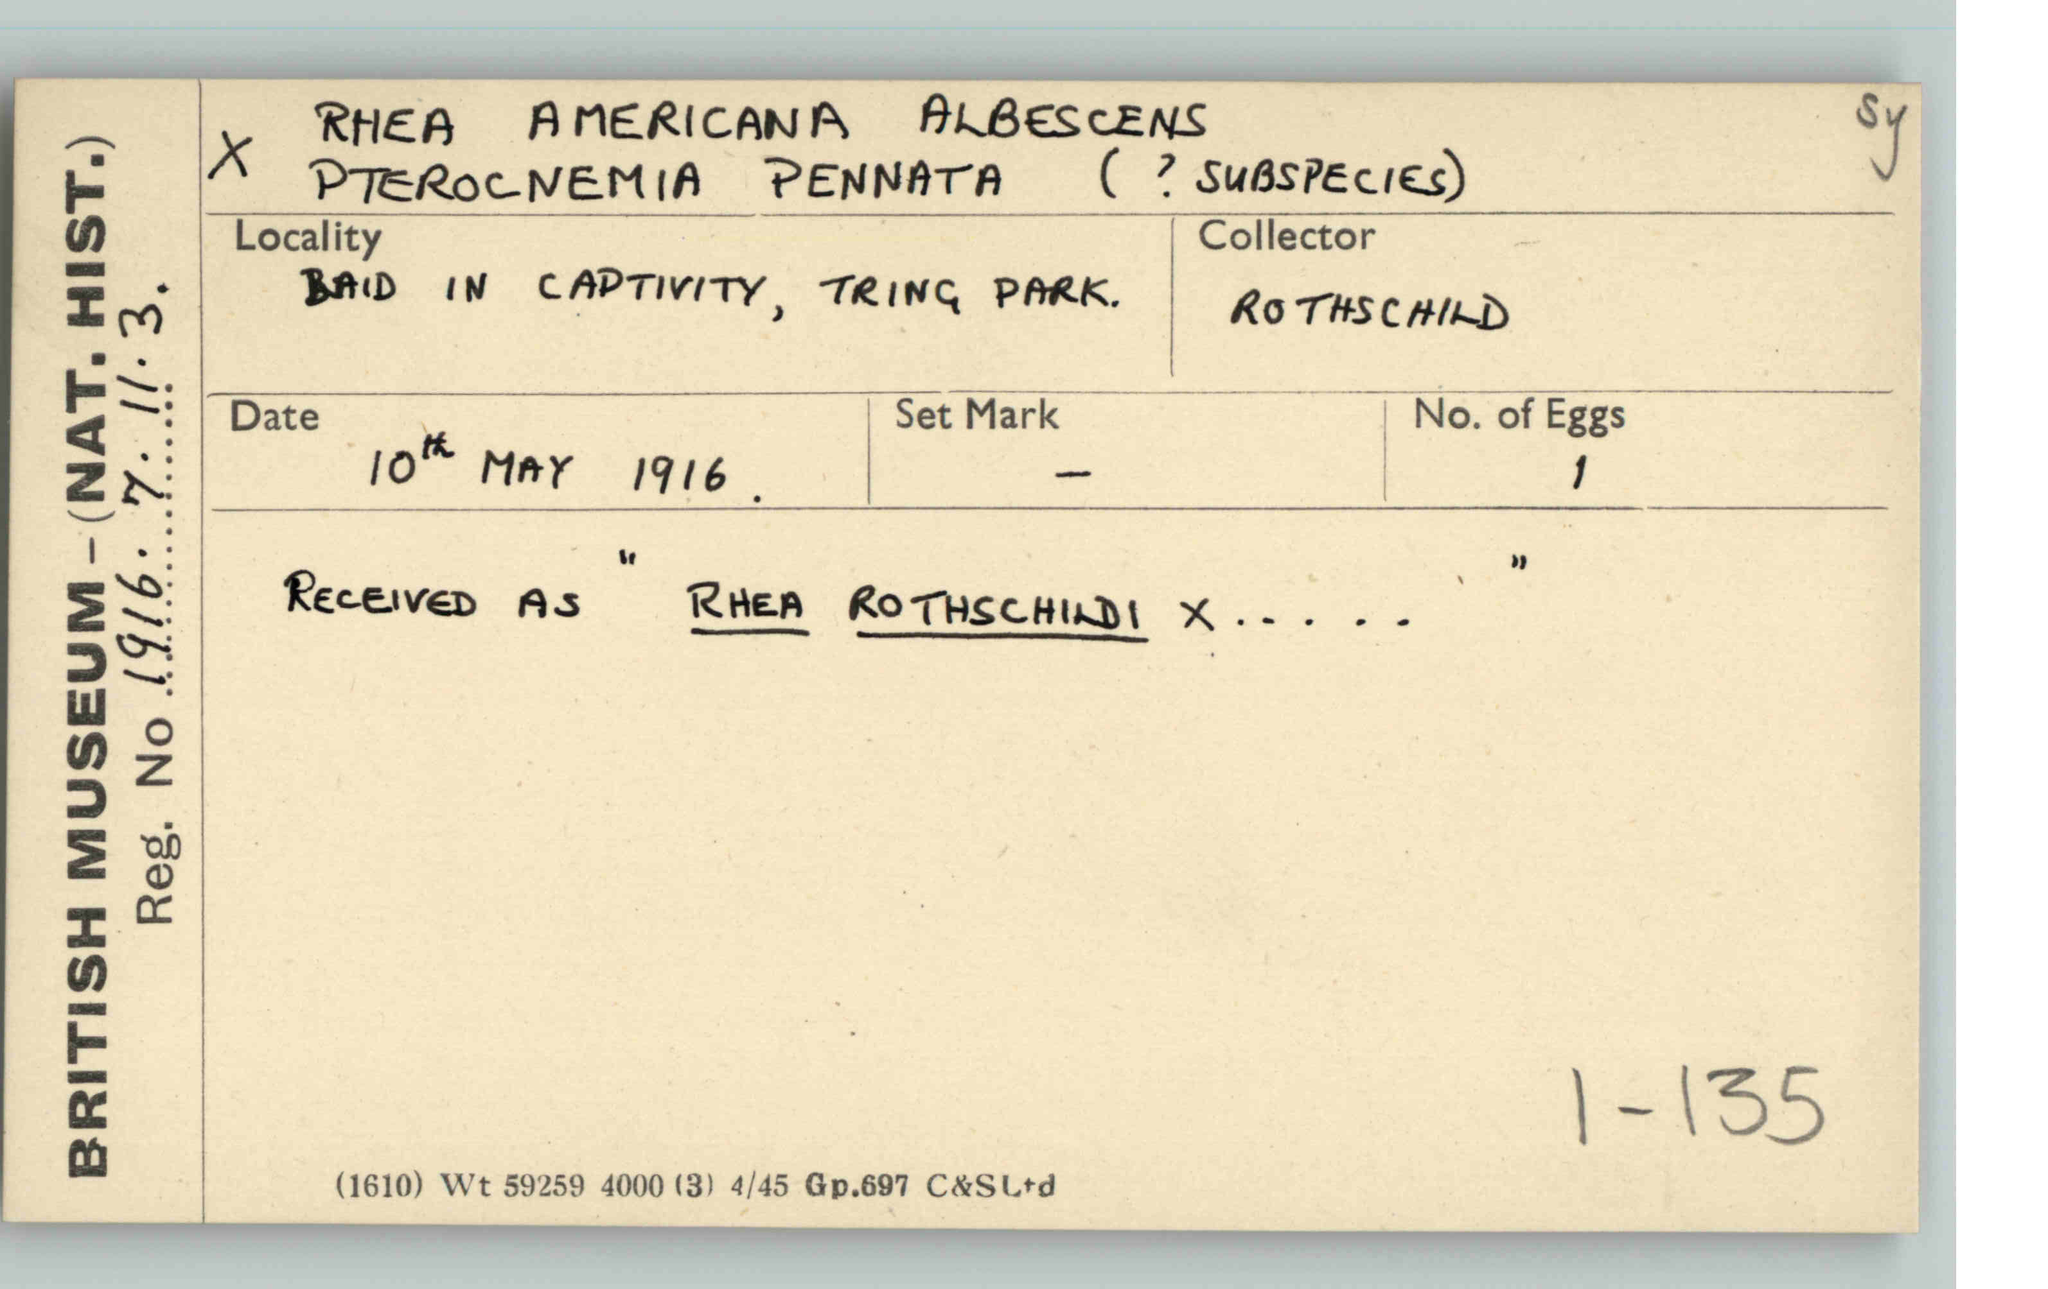 BRITISH MUSEUM - (NAT. HIST.)
Reg. No 1916. 7. 11. 3.
RHEA AMERICANA ALBESCENS
X PTEROCNEMIA PENNATA ( ? SUBSPECIES)
Sy
Locality
LAID IN CAPTIVITY, TRING PARK.
Collector
ROTHSCHILD
Date
10th MAY 1916.
Set Mark
—
No. of Eggs
1
RECEIVED AS " RHEA ROTHSCHILDI X . . . . . "
1-135
(1610) Wt 59259 4000 (3) 4/45 Gp.697 C&S Ltd